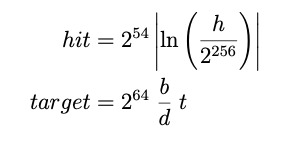 hit = 2^54 |ln (h / 2^256)|
target = 2^64 b/d t